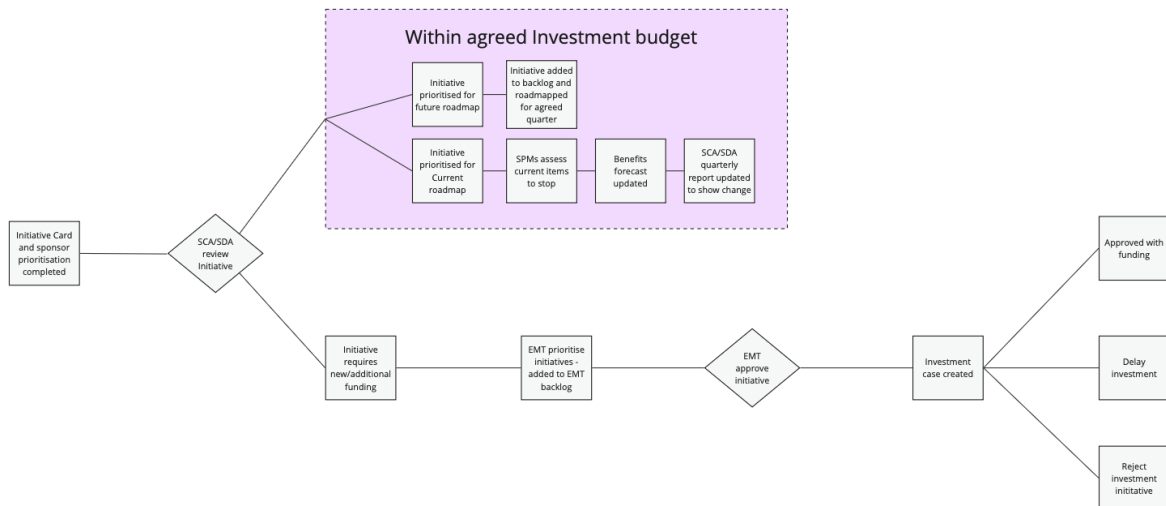 Within agreed Investment budget
Initiative
prioritised for
future roadmap
Initiative added
to backlog and
roadmapped
for agreed
quarter
Initiative
prioritised for
Current
roadmap
SPMs assess
current items
to stop
Benefits
forecast
updated
SCA/SDA
quarterly
report updated
to show change
Initiative Card
and sponsor
prioritisation
completed
SCA/SDA
review
Initiative
Initiative
requires
new/additional
funding
EMT prioritise
initiatives -
added to EMT
backlog
EMT
approve
initiative
Investment
case created
Approved with
funding
Delay
investment
Reject
investment
inititative